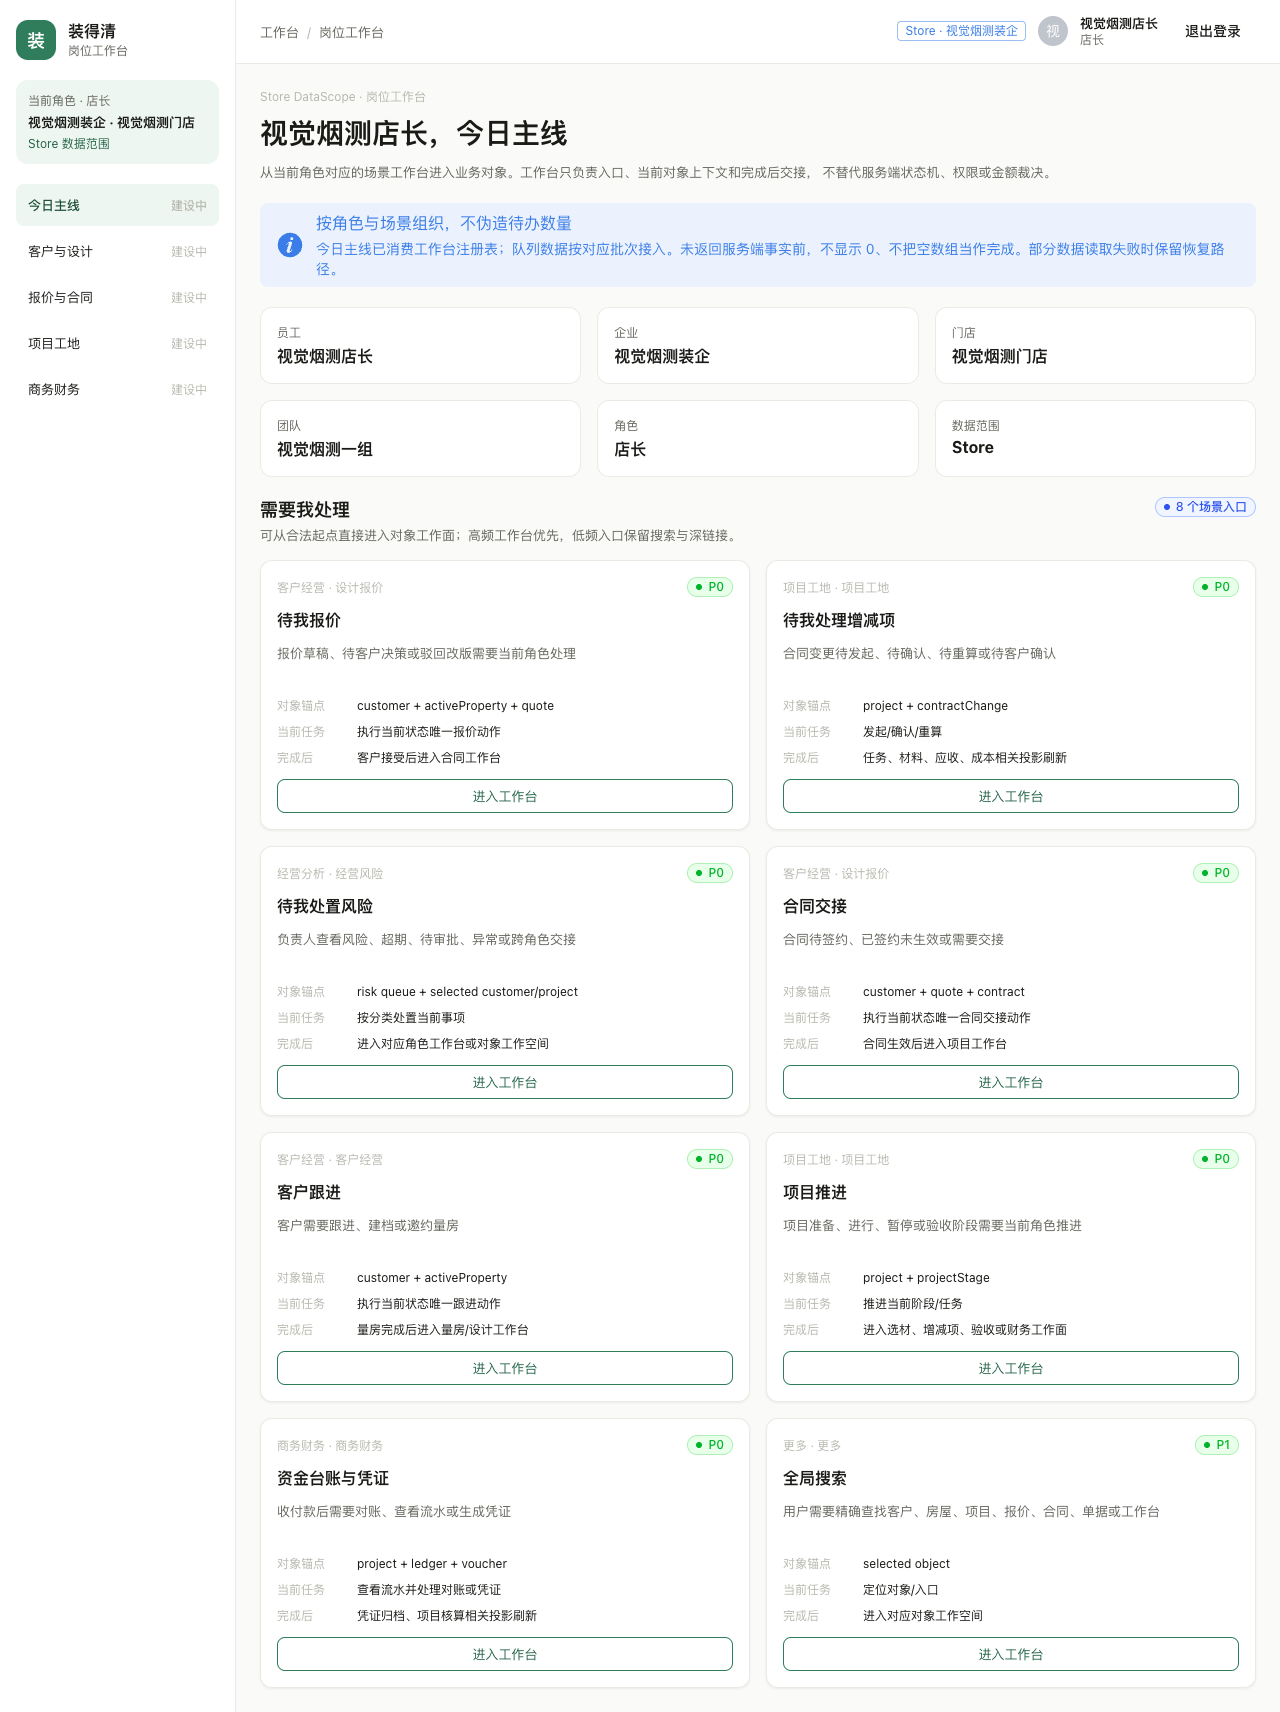 装
装得清
岗位工作台
当前角色 · 店长
视觉烟测装企 · 视觉烟测门店
Store 数据范围
今日主线 建设中
客户与设计 建设中
报价与合同 建设中
项目工地 建设中
商务财务 建设中
工作台 / 岗位工作台
Store · 视觉烟测装企
视
视觉烟测店长
店长
退出登录
Store DataScope · 岗位工作台
视觉烟测店长，今日主线
从当前角色对应的场景工作台进入业务对象。工作台只负责入口、当前对象上下文和完成后交接， 不替代服务端状态机、权限或金额裁决。
按角色与场景组织，不伪造待办数量
今日主线已消费工作台注册表；队列数据按对应批次接入。未返回服务端事实前，不显示 0、不把空数组当作完成。部分数据读取失败时保留恢复路
径。
员工
视觉烟测店长
企业
视觉烟测装企
门店
视觉烟测门店
团队
视觉烟测一组
角色
店长
数据范围
Store
需要我处理
8 个场景入口
可从合法起点直接进入对象工作面；高频工作台优先，低频入口保留搜索与深链接。
客户经营 · 设计报价 P0
待我报价
报价草稿、待客户决策或驳回改版需要当前角色处理
对象锚点 customer + activeProperty + quote
当前任务 执行当前状态唯一报价动作
完成后 客户接受后进入合同工作台
进入工作台
项目工地 · 项目工地 P0
待我处理增减项
合同变更待发起、待确认、待重算或待客户确认
对象锚点 project + contractChange
当前任务 发起/确认/重算
完成后 任务、材料、应收、成本相关投影刷新
进入工作台
经营分析 · 经营风险 P0
待我处置风险
负责人查看风险、超期、待审批、异常或跨角色交接
对象锚点 risk queue + selected customer/project
当前任务 按分类处置当前事项
完成后 进入对应角色工作台或对象工作空间
进入工作台
客户经营 · 设计报价 P0
合同交接
合同待签约、已签约未生效或需要交接
对象锚点 customer + quote + contract
当前任务 执行当前状态唯一合同交接动作
完成后 合同生效后进入项目工作台
进入工作台
客户经营 · 客户经营 P0
客户跟进
客户需要跟进、建档或邀约量房
对象锚点 customer + activeProperty
当前任务 执行当前状态唯一跟进动作
完成后 量房完成后进入量房/设计工作台
进入工作台
项目工地 · 项目工地 P0
项目推进
项目准备、进行、暂停或验收阶段需要当前角色推进
对象锚点 project + projectStage
当前任务 推进当前阶段/任务
完成后 进入选材、增减项、验收或财务工作面
进入工作台
商务财务 · 商务财务 P0
资金台账与凭证
收付款后需要对账、查看流水或生成凭证
对象锚点 project + ledger + voucher
当前任务 查看流水并处理对账或凭证
完成后 凭证归档、项目核算相关投影刷新
进入工作台
更多 · 更多 P1
全局搜索
用户需要精确查找客户、房屋、项目、报价、合同、单据或工作台
对象锚点 selected object
当前任务 定位对象/入口
完成后 进入对应对象工作空间
进入工作台